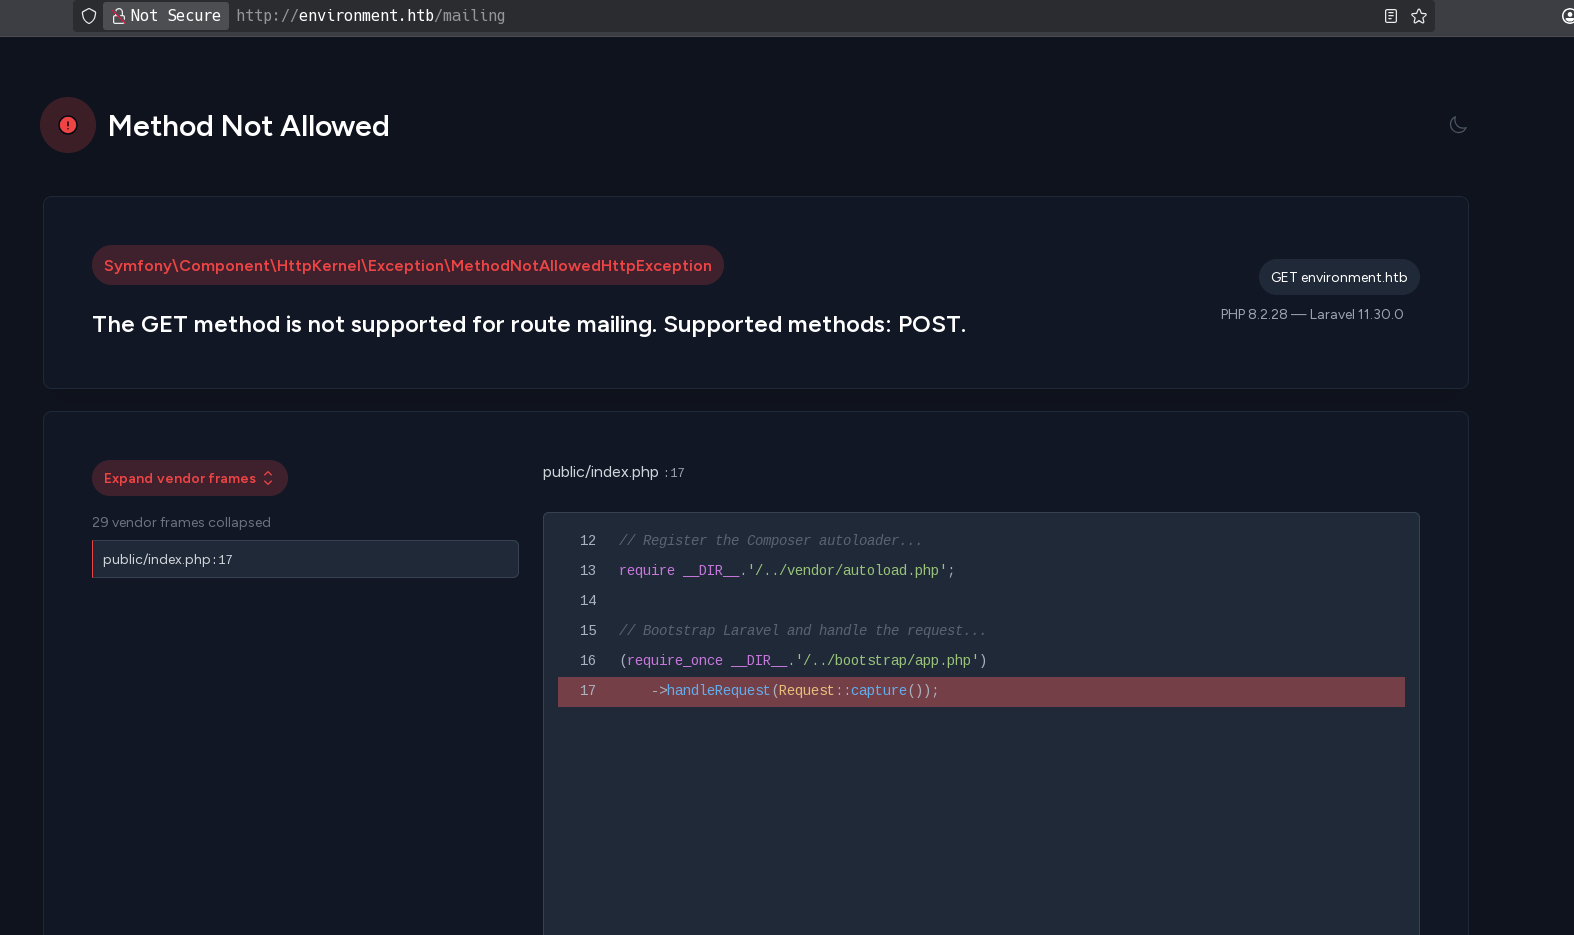 Not Secure http://environment.htb/mailing
Method Not Allowed
Symfony\Component\HttpKernel\Exception\MethodNotAllowedHttpException
The GET method is not supported for route mailing. Supported methods: POST.
GET environment.htb
PHP 8.2.28 — Laravel 11.30.0
Expand vendor frames
29 vendor frames collapsed
public/index.php:17
public/index.php :17
12 // Register the Composer autoloader...
13 require __DIR__.'/../vendor/autoload.php';
14
15 // Bootstrap Laravel and handle the request...
16 (require_once __DIR__.'/../bootstrap/app.php')
17     ->handleRequest(Request::capture());